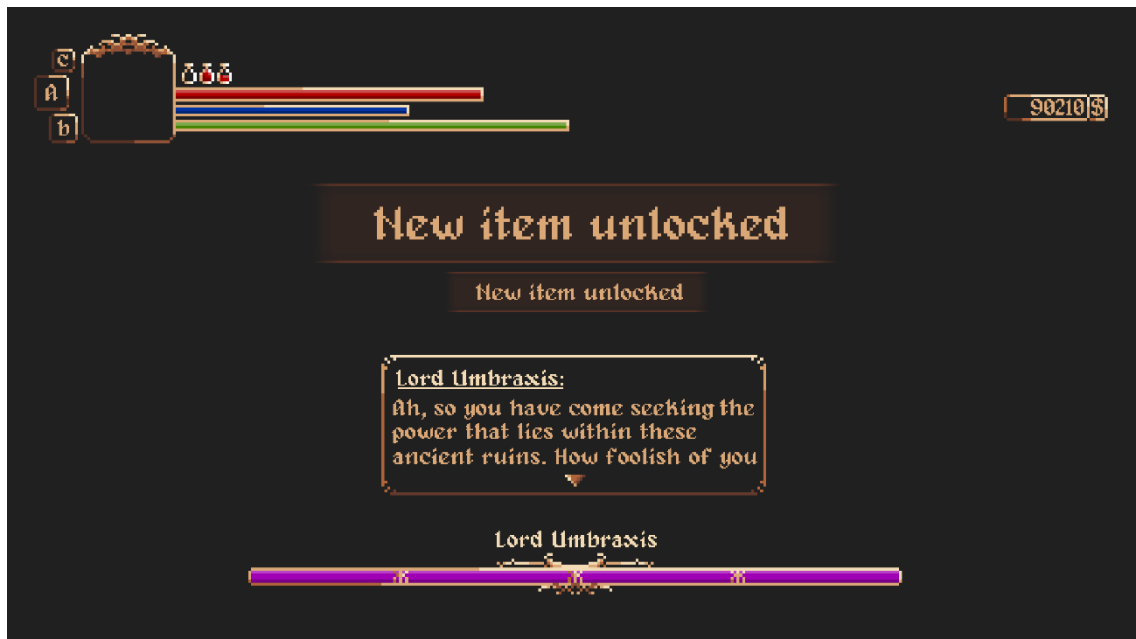 C
A
b
90210$
New item unlocked
New item unlocked
Lord Umbraxis:
Ah, so you have come seeking the
power that lies within these
ancient ruins. How foolish of you
Lord Umbraxis